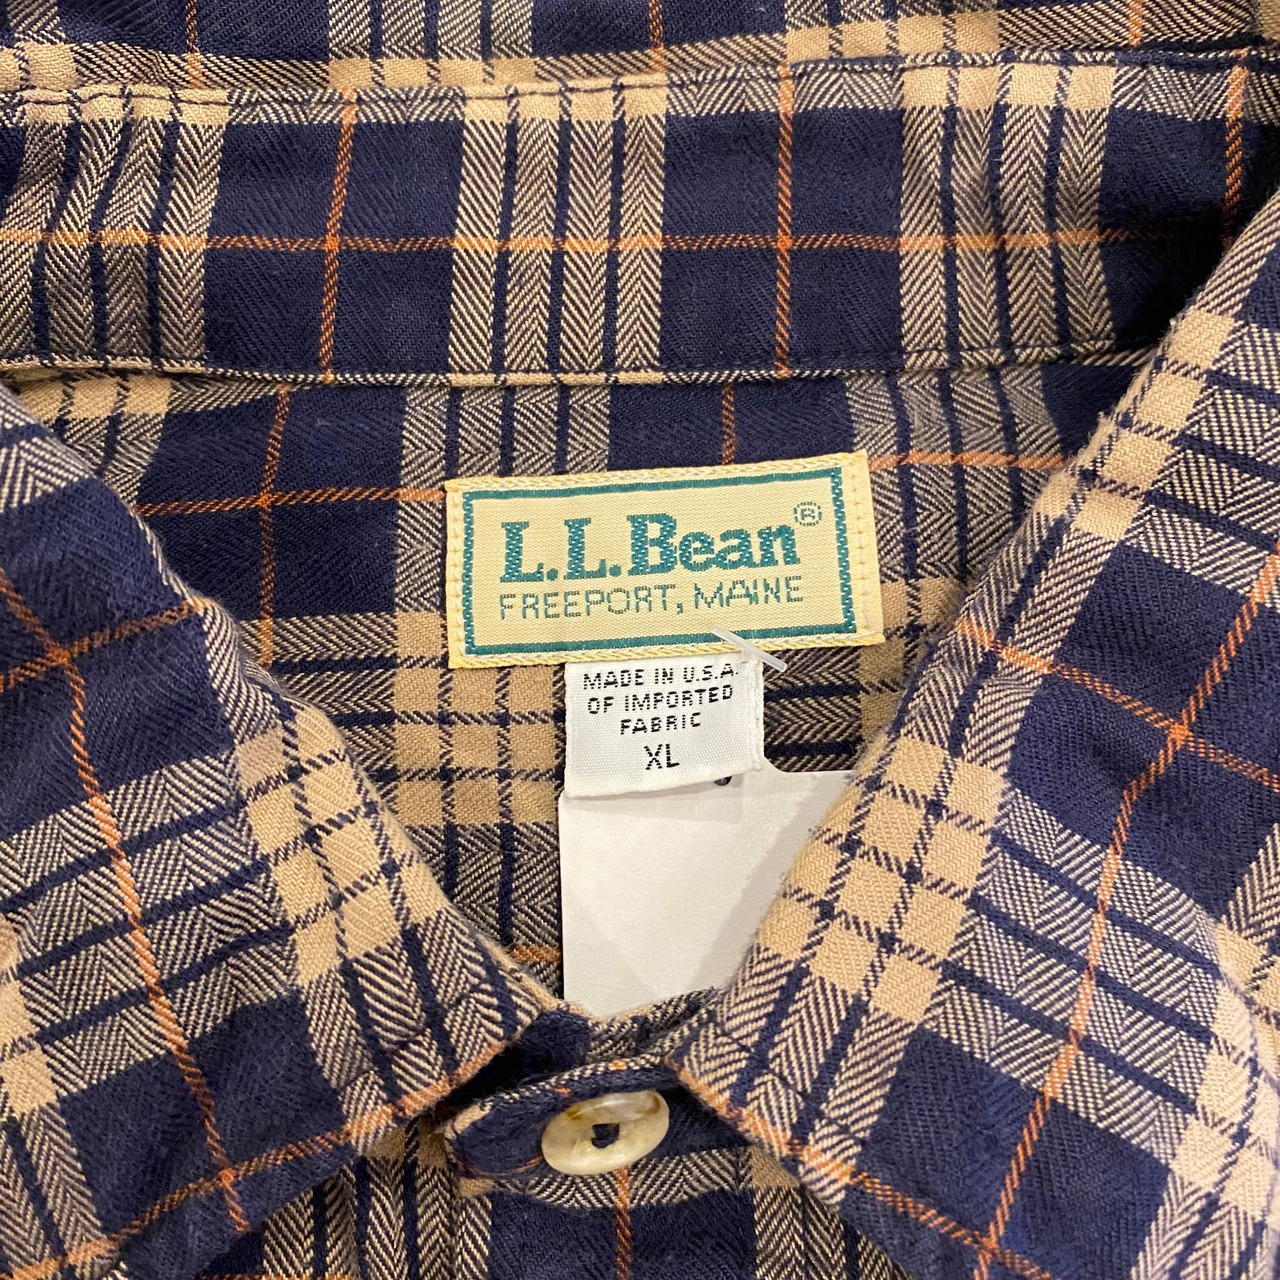 L.L.Bean®
FREEPORT, MAINE
MADE IN U.S.A.
OF IMPORTED
FABRIC
XL